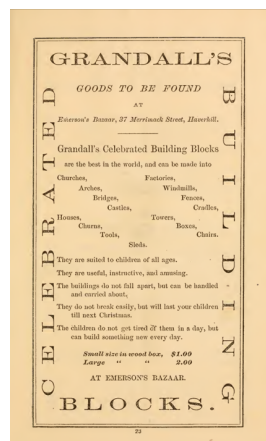 GRANDALL'S
CELEBRATED
BUILDING
GOODS TO BE FOUND
AT
Emerson's Bazaar, 37 Merrimack Street, Haverhill.
Grandall's Celebrated Building Blocks
are the best in the world, and can be made into
Churches, Factories,
Arches, Windmills,
Bridges, Fences,
Castles, Cradles,
Houses, Towers,
Churns, Boxes,
Tools, Chairs.
Sleds.
They are suited to children of all ages.
They are useful, instructive, and amusing.
The buildings do not fall apart, but can be handled
and carried about,
They do not break easily, but will last your children
till next Christmas.
The children do not get tired of them in a day, but
can build something new every day.
Small size in wood box, $1.00
Large " " 2.00
AT EMERSON'S BAZAAR.
BLOCKS.
22